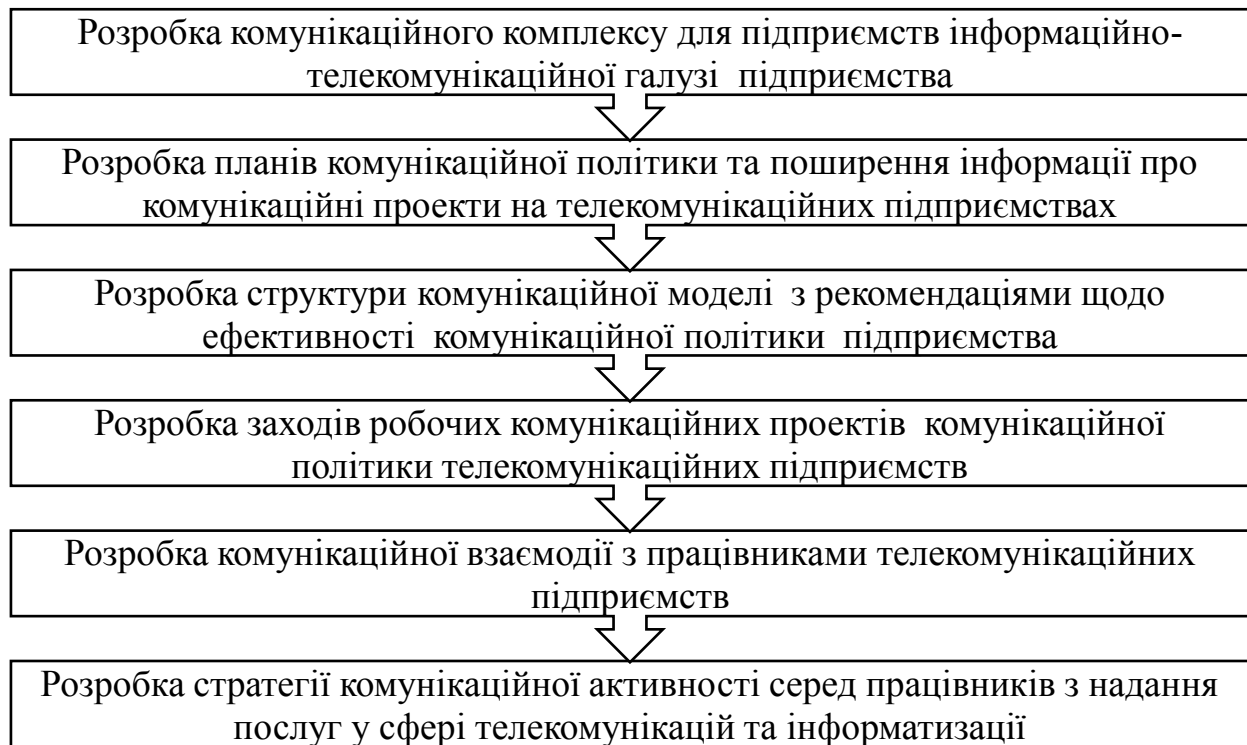 Розробка комунікаційного комплексу для підприємств інформаційно-
телекомунікаційної галузі підприємства
Розробка планів комунікаційної політики та поширення інформації про
комунікаційні проекти на телекомунікаційних підприємствах
Розробка структури комунікаційної моделі з рекомендаціями щодо
ефективності комунікаційної політики підприємства
Розробка заходів робочих комунікаційних проектів комунікаційної
політики телекомунікаційних підприємств
Розробка комунікаційної взаємодії з працівниками телекомунікаційних
підприємств
Розробка стратегії комунікаційної активності серед працівників з надання
послуг у сфері телекомунікацій та інформатизації